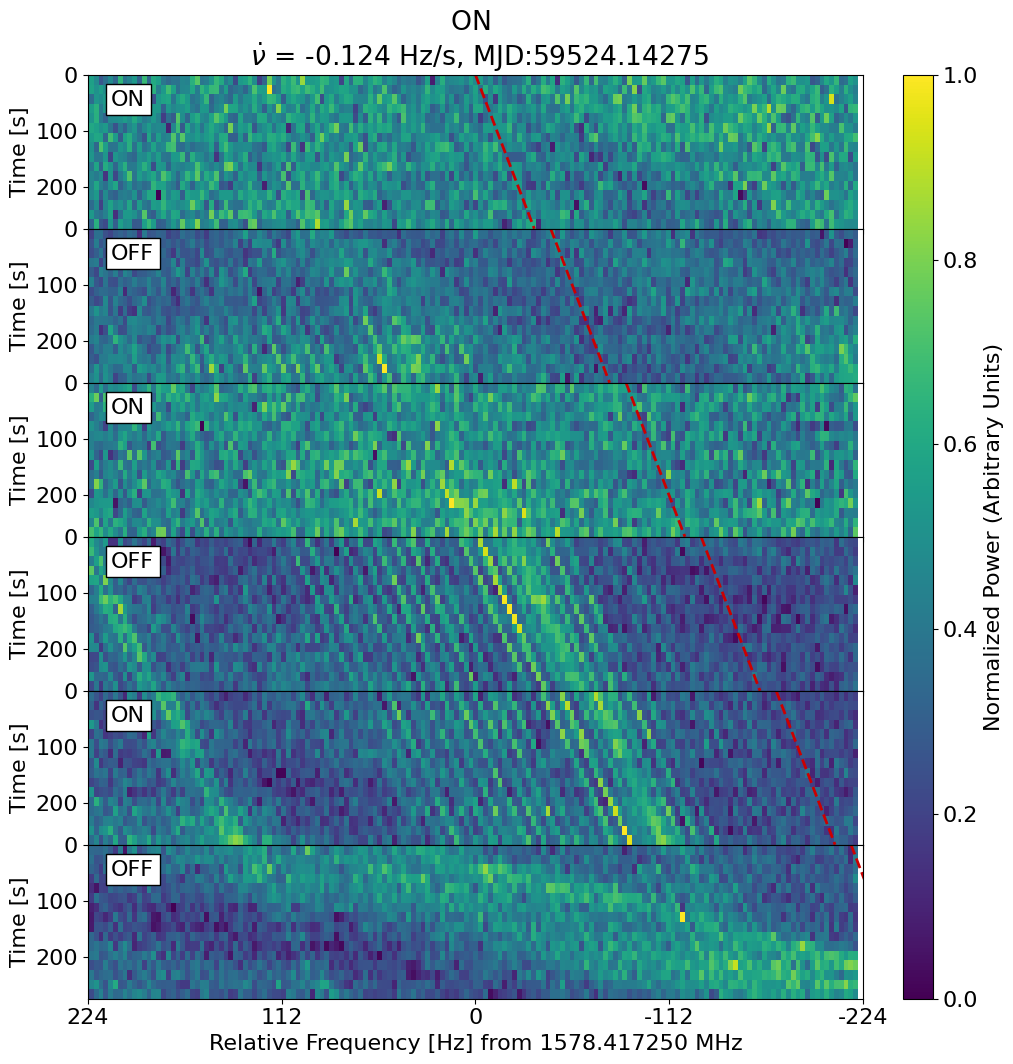 ON
ν̇ = -0.124 Hz/s, MJD:59524.14275
0
ON
100
200
Time [s]
0
OFF
100
200
Time [s]
0
ON
100
200
Time [s]
0
OFF
100
200
Time [s]
0
ON
100
200
Time [s]
0
OFF
100
200
Time [s]
224 112 0 -112 -224
Relative Frequency [Hz] from 1578.417250 MHz
1.0
0.8
0.6
0.4
0.2
0.0
Normalized Power (Arbitrary Units)